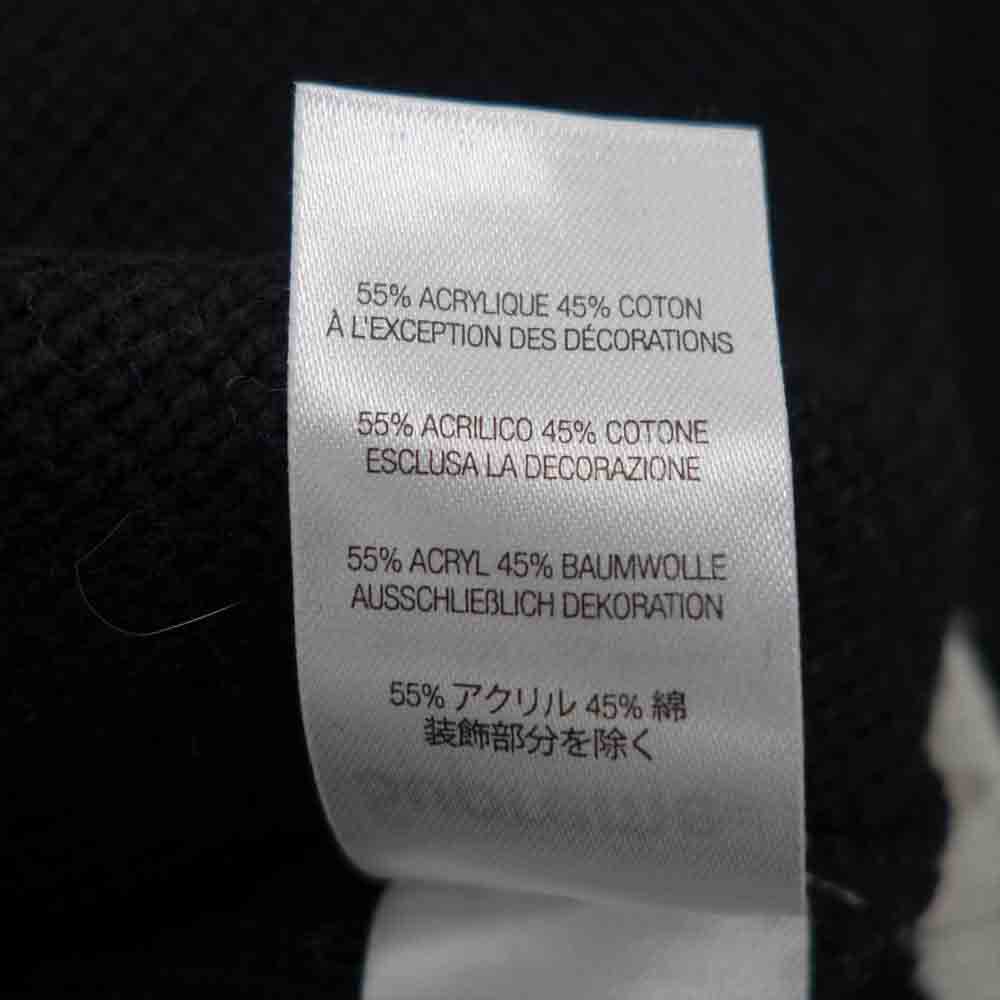 55% ACRYLIQUE 45% COTON
À L'EXCEPTION DES DÉCORATIONS
55% ACRILICO 45% COTONE
ESCLUSA LA DECORAZIONE
55% ACRYL 45% BAUMWOLLE
AUSSCHLIEßLICH DEKORATION
55% アクリル 45% 綿
装飾部分を除く